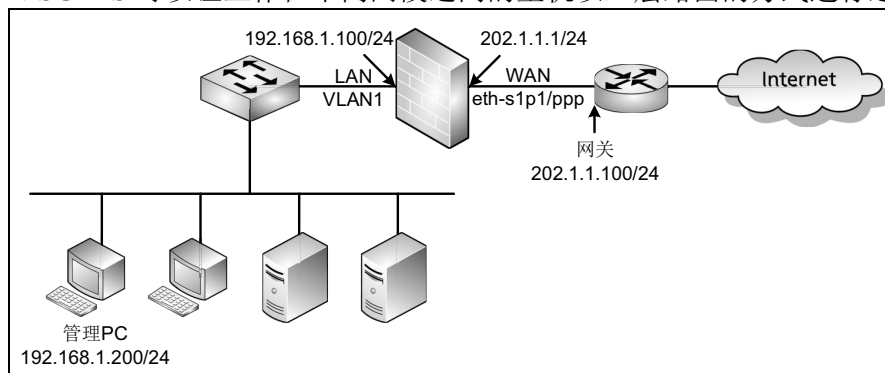 192.168.1.100/24
202.1.1.1/24
LAN
WAN
Internet
VLAN1
eth-s1p1/ppp
网关
202.1.1.100/24
管理PC
192.168.1.200/24